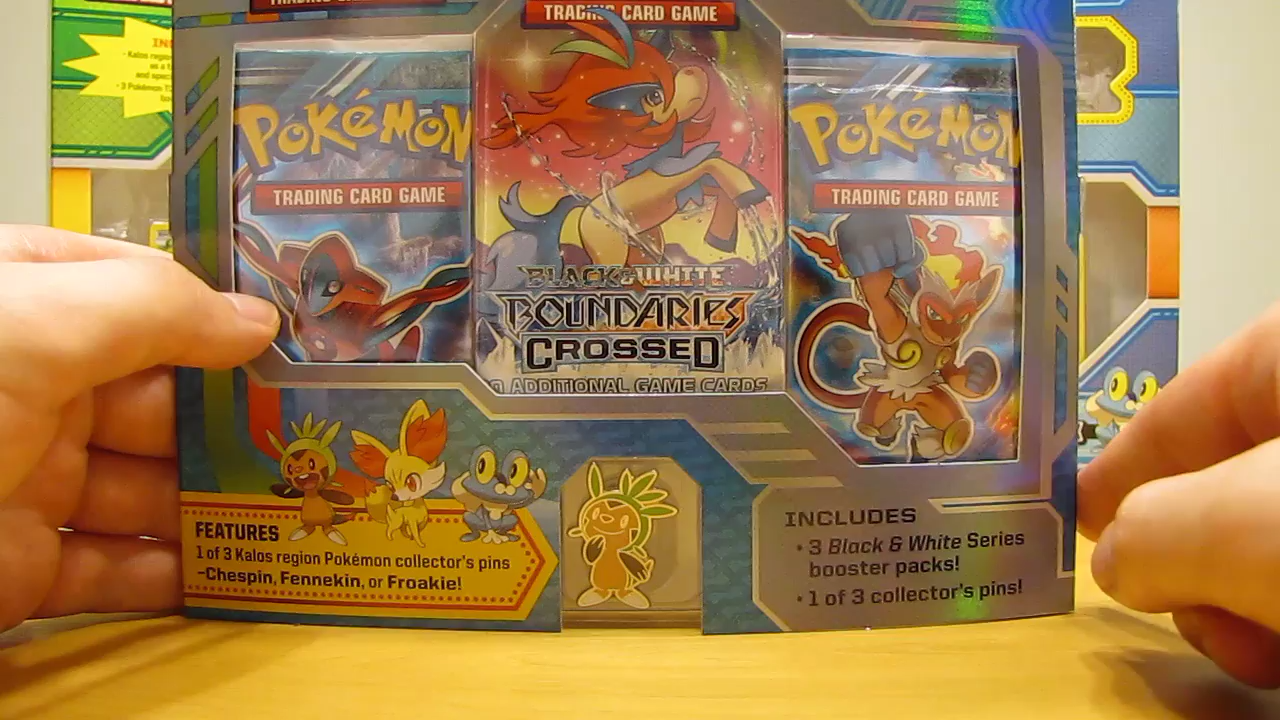 TRADING CARD GAME
POKéMON
TRADING CARD GAME
BLACK & WHITE
BOUNDARIES
CROSSED
ADDITIONAL GAME CARDS
POKéMON
TRADING CARD GAME
FEATURES
1 of 3 Kalos region Pokémon collector's pins
–Chespin, Fennekin, or Froakie!
INCLUDES
• 3 Black & White Series
booster packs!
• 1 of 3 collector's pins!